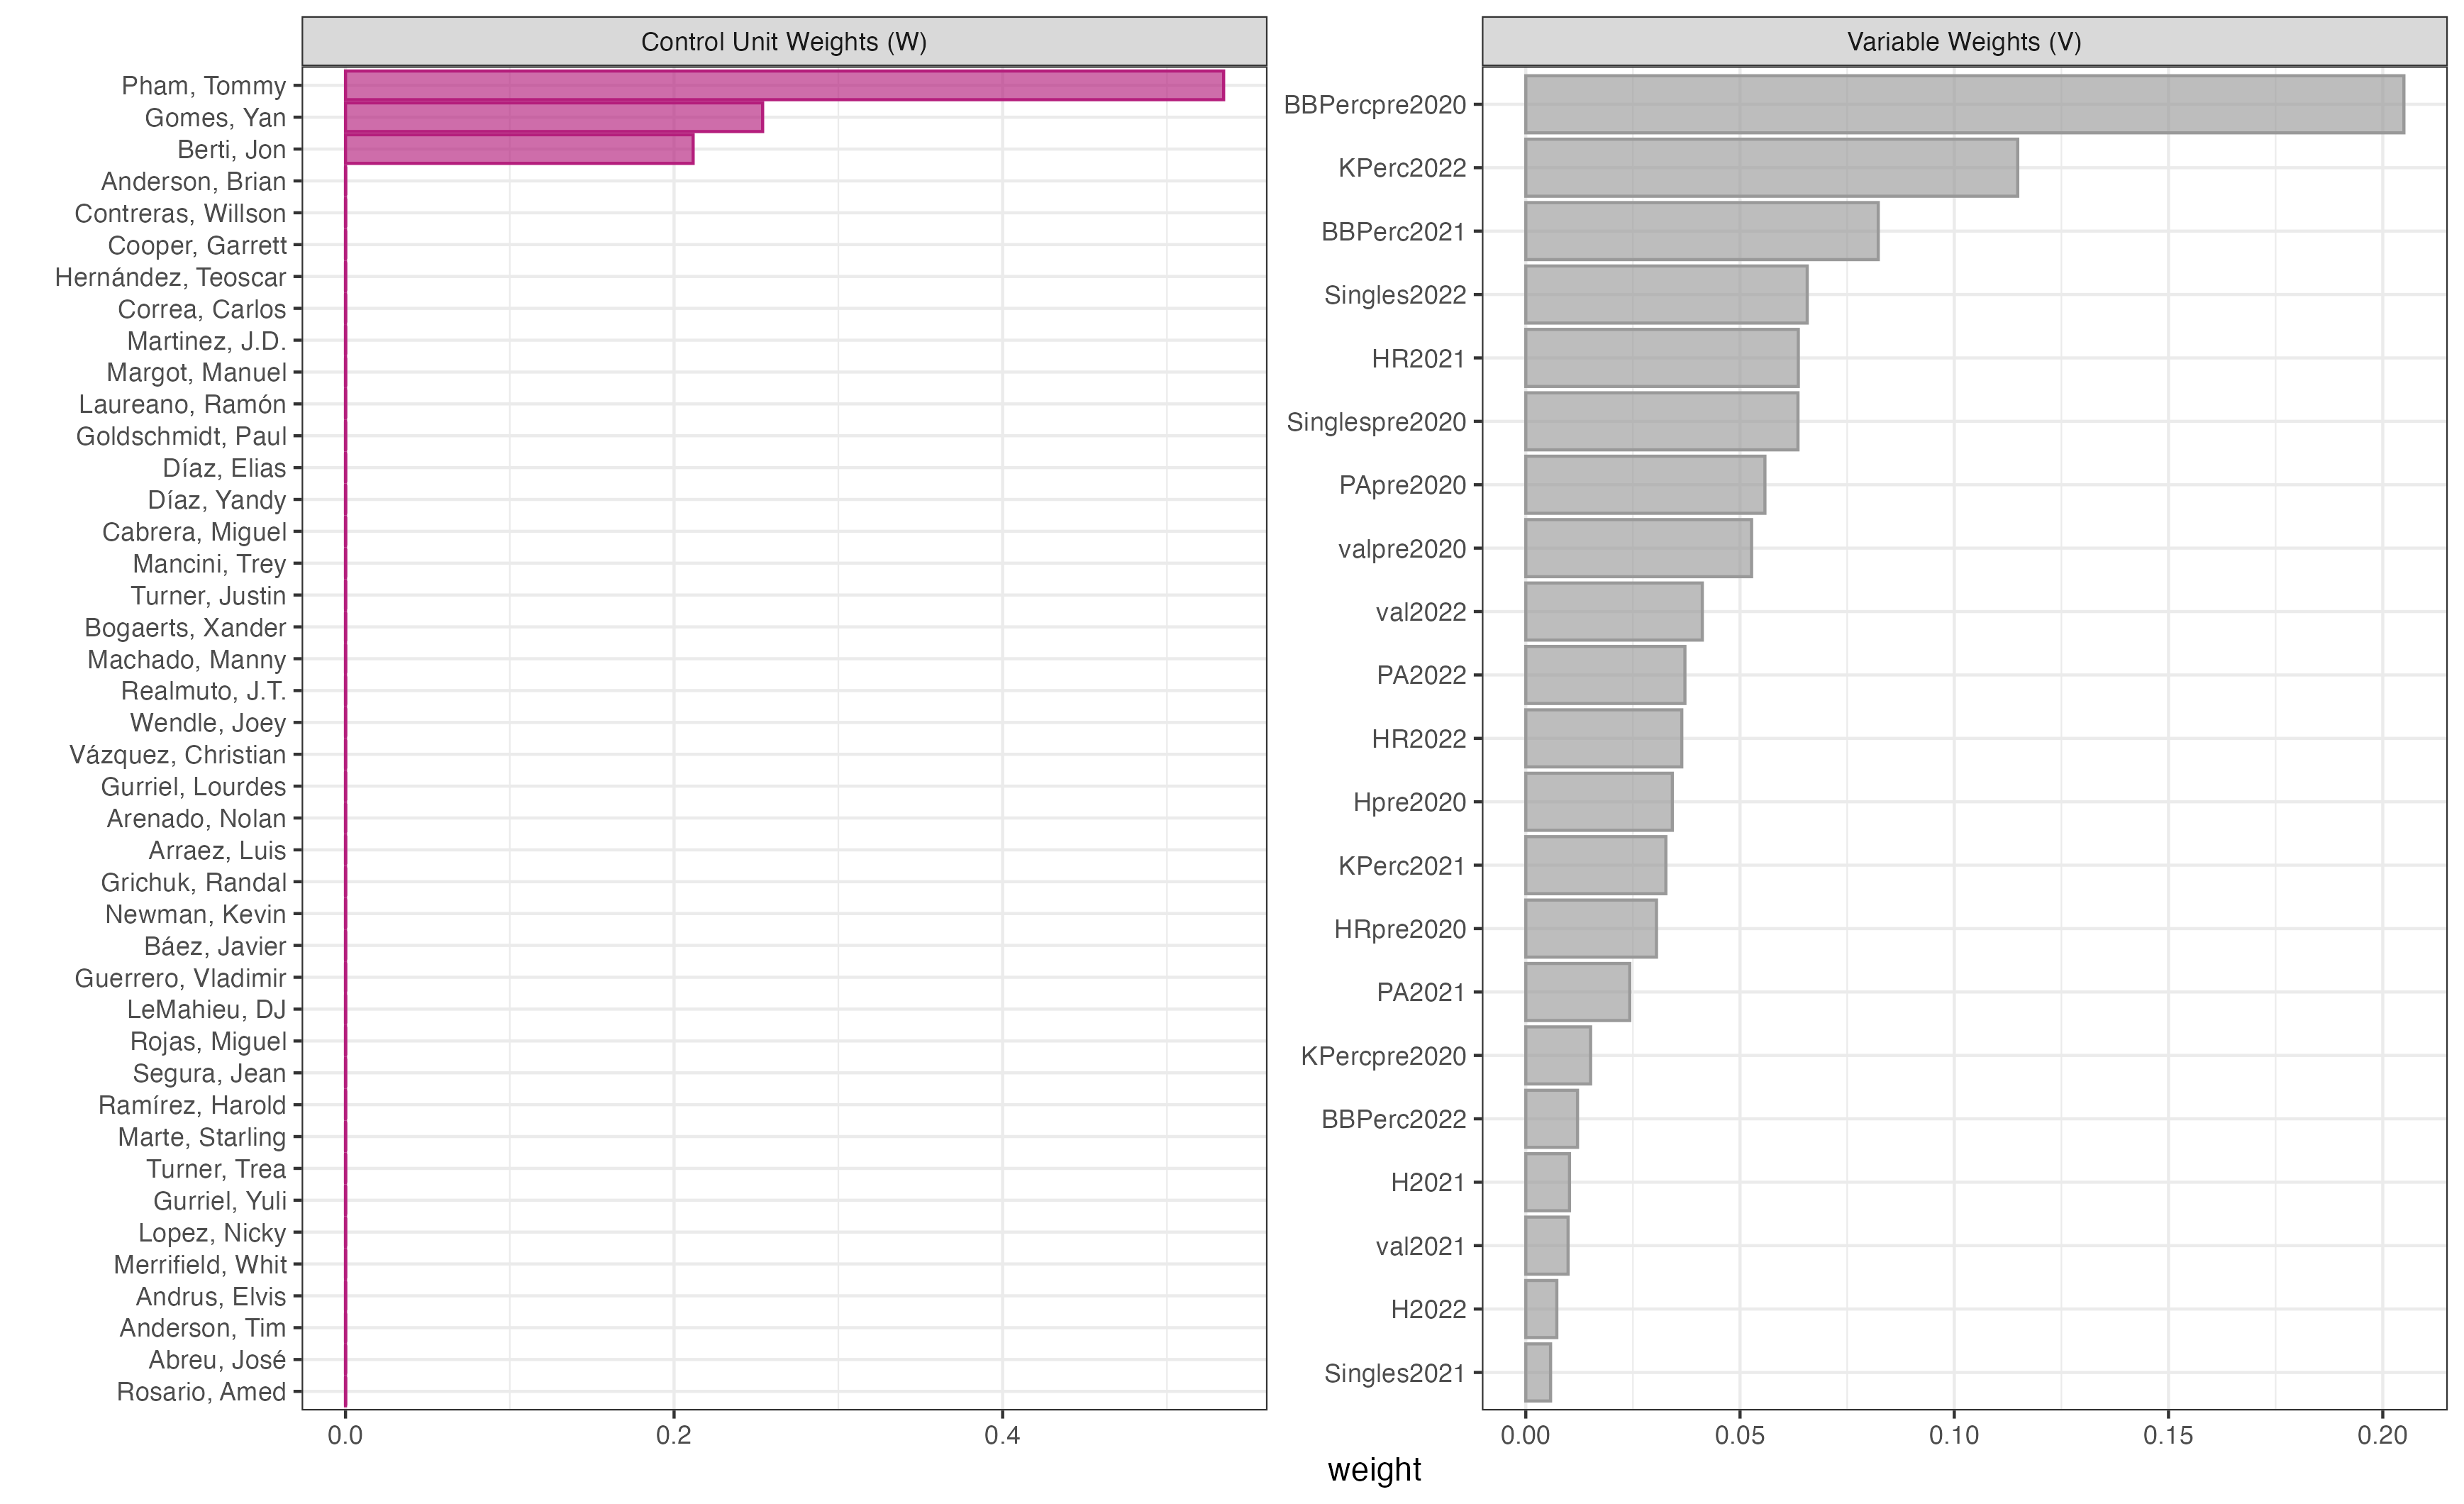 Control Unit Weights (W)
Pham, Tommy
Gomes, Yan
Berti, Jon
Anderson, Brian
Contreras, Willson
Cooper, Garrett
Hernández, Teoscar
Correa, Carlos
Martinez, J.D.
Margot, Manuel
Laureano, Ramón
Goldschmidt, Paul
Díaz, Elias
Díaz, Yandy
Cabrera, Miguel
Mancini, Trey
Turner, Justin
Bogaerts, Xander
Machado, Manny
Realmuto, J.T.
Wendle, Joey
Vázquez, Christian
Gurriel, Lourdes
Arenado, Nolan
Arraez, Luis
Grichuk, Randal
Newman, Kevin
Báez, Javier
Guerrero, Vladimir
LeMahieu, DJ
Rojas, Miguel
Segura, Jean
Ramírez, Harold
Marte, Starling
Turner, Trea
Gurriel, Yuli
Lopez, Nicky
Merrifield, Whit
Andrus, Elvis
Anderson, Tim
Abreu, José
Rosario, Amed
0.0 0.2 0.4
Variable Weights (V)
BBPercpre2020
KPerc2022
BBPerc2021
Singles2022
HR2021
Singlespre2020
PApre2020
valpre2020
val2022
PA2022
HR2022
Hpre2020
KPerc2021
HRpre2020
PA2021
KPercpre2020
BBPerc2022
H2021
val2021
H2022
Singles2021
0.00 0.05 0.10 0.15 0.20
weight